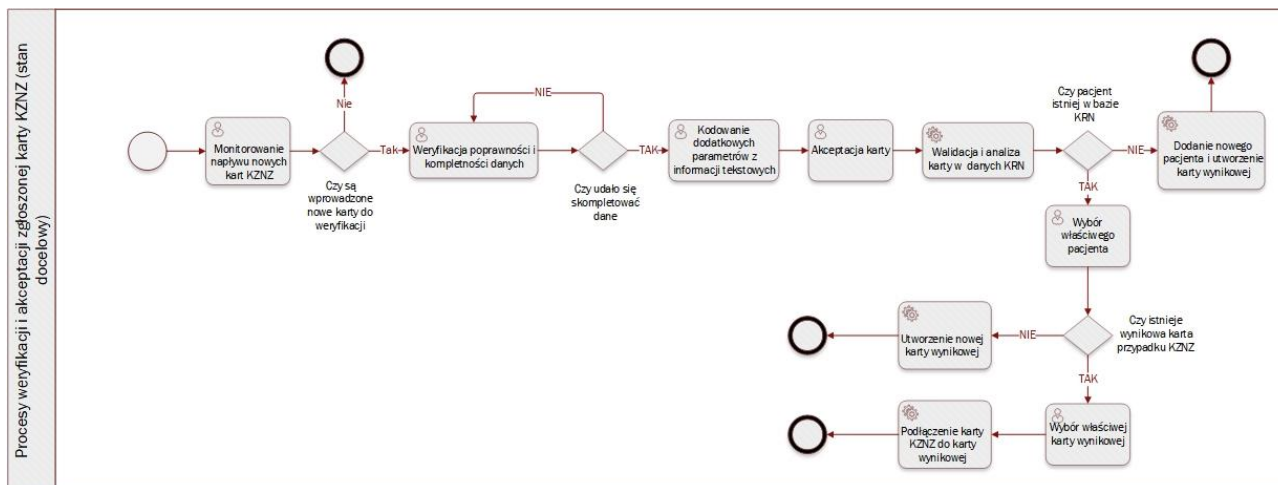 Procesy weryfikacji i akceptacji zgłoszonej karty KZNZ (stan
docelowy)
Monitorowanie
napływu nowych
kart KZNZ
Nie
Czy są
wprowadzone
nowe karty do
weryfikacji
Tak
NIE
Weryfikacja poprawności i
kompletności danych
Czy udało się
skompletować
dane
TAK
Kodowanie
dodatkowych
parametrów z
informacji tekstowych
Akceptacja karty
Walidacja i analiza
karty w danych KRN
Czy pacjent
istniej w bazie
KRN
NIE
Dodanie nowego
pacjenta i utworzenie
karty wynikowej
TAK
Wybór
właściwego
pacjenta
Czy istnieje
wynikowa karta
przypadku KZNZ
NIE
Utworzenie nowej
karty wynikowej
TAK
Wybór właściwej
karty wynikowej
Podłączenie karty
KZNZ do karty
wynikowej